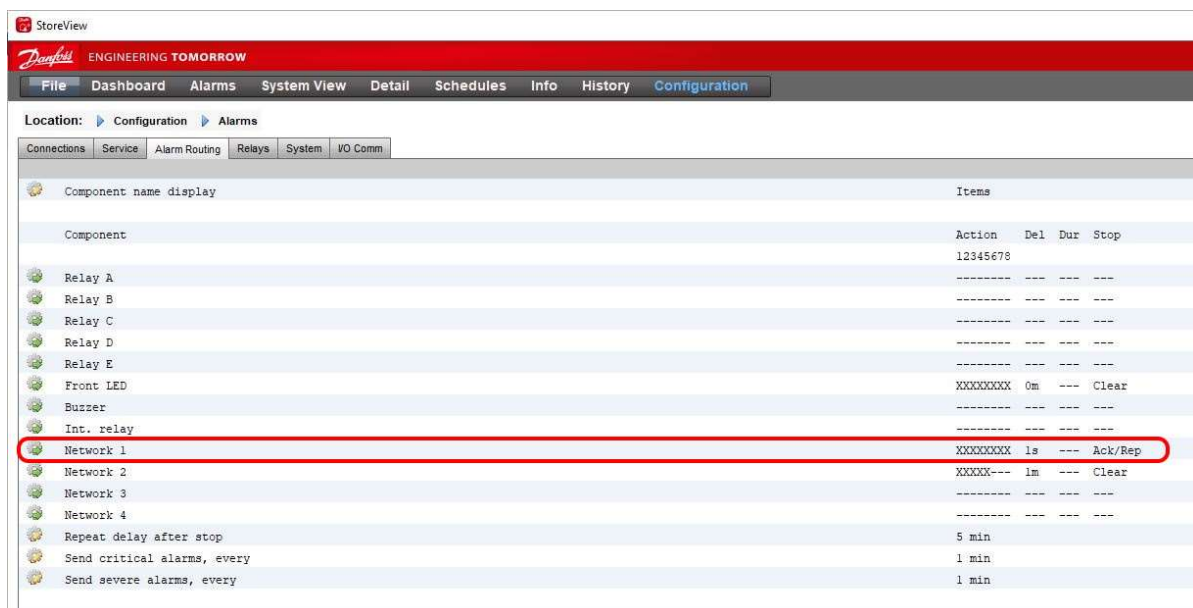 StoreView
Danfoss ENGINEERING TOMORROW
File Dashboard Alarms System View Detail Schedules Info History Configuration
Location: Configuration Alarms
Connections Service Alarm Routing Relays System I/O Comm
Component name display Items
Component Action Del Dur Stop
12345678
Relay A -------- --- --- ---
Relay B -------- --- --- ---
Relay C -------- --- --- ---
Relay D -------- --- --- ---
Relay E -------- --- --- ---
Front LED XXXXXXXX 0m --- Clear
Buzzer -------- --- --- ---
Int. relay -------- --- --- ---
Network 1 XXXXXXXX 1s --- Ack/Rep
Network 2 XXXXX--- 1m --- Clear
Network 3 -------- --- --- ---
Network 4 -------- --- --- ---
Repeat delay after stop 5 min
Send critical alarms, every 1 min
Send severe alarms, every 1 min